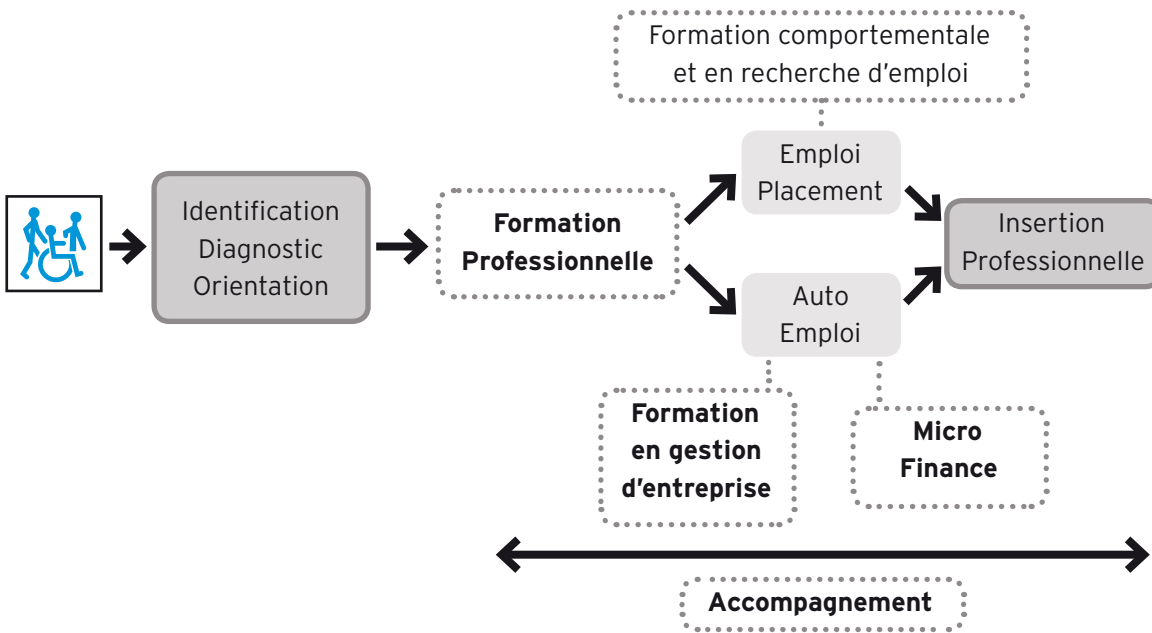 Formation comportementale
et en recherche d'emploi
Identification
Diagnostic
Orientation
Formation
Professionnelle
Emploi
Placement
Auto
Emploi
Insertion
Professionnelle
Formation
en gestion
d'entreprise
Micro
Finance
Accompagnement